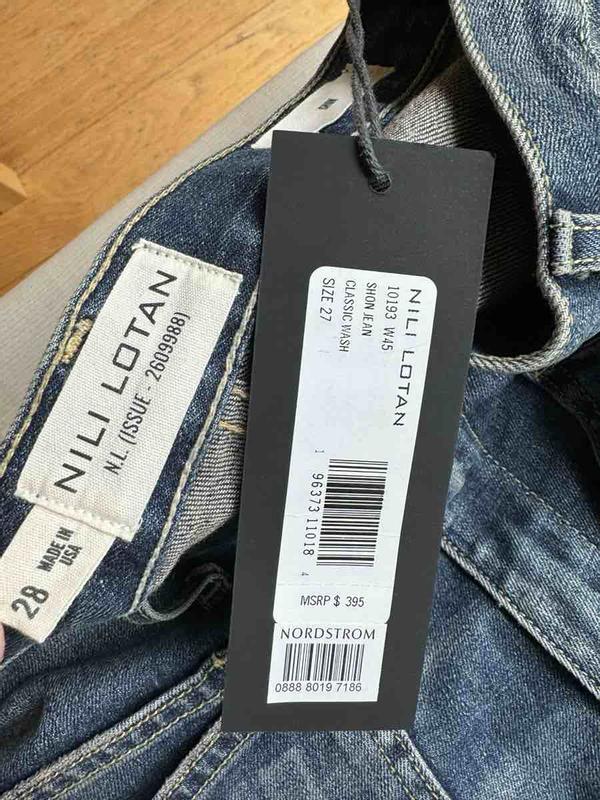 NILI LOTAN
N.L. (ISSUE - 2609988)
28
MADE IN
USA
NILI LOTAN
10193 W45
SHON JEAN
CLASSIC WASH
SIZE 27
1 96373 11018 4
MSRP $ 395
NORDSTROM
0888 8019 7186